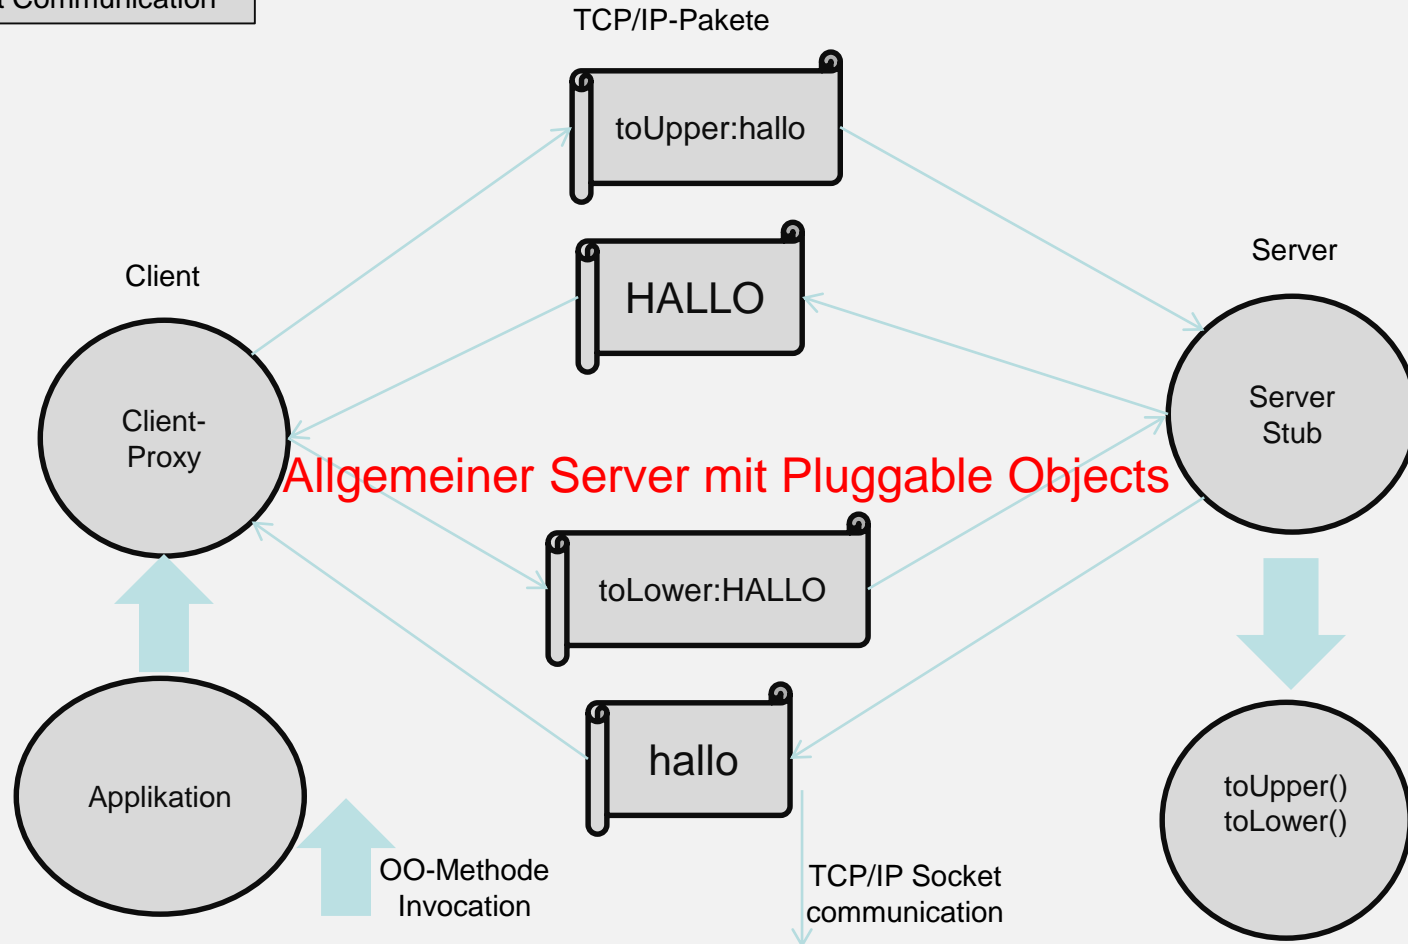 Communication
TCP/IP-Pakete
toUpper:hallo
Server
Client
HALLO
Client-
Proxy
Server
Stub
Allgemeiner Server mit Pluggable Objects
toLower:HALLO
hallo
Applikation
toUpper()
toLower()
OO-Methode
Invocation
TCP/IP Socket
communication